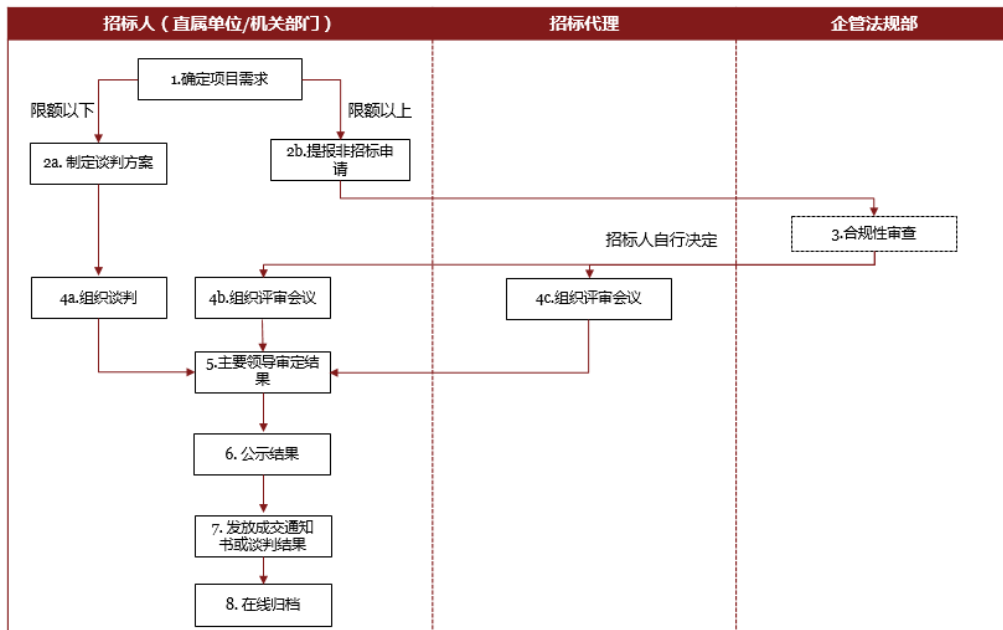 招标人（直属单位/机关部门）
招标代理
企管法规部
1.确定项目需求
限额以下
限额以上
2a. 制定谈判方案
2b.提报非招标申
请
3.合规性审查
招标人自行决定
4a.组织谈判
4b.组织评审会议
4c.组织评审会议
5.主要领导审定结
果
6. 公示结果
7. 发放成交通知
书或谈判结果
8. 在线归档